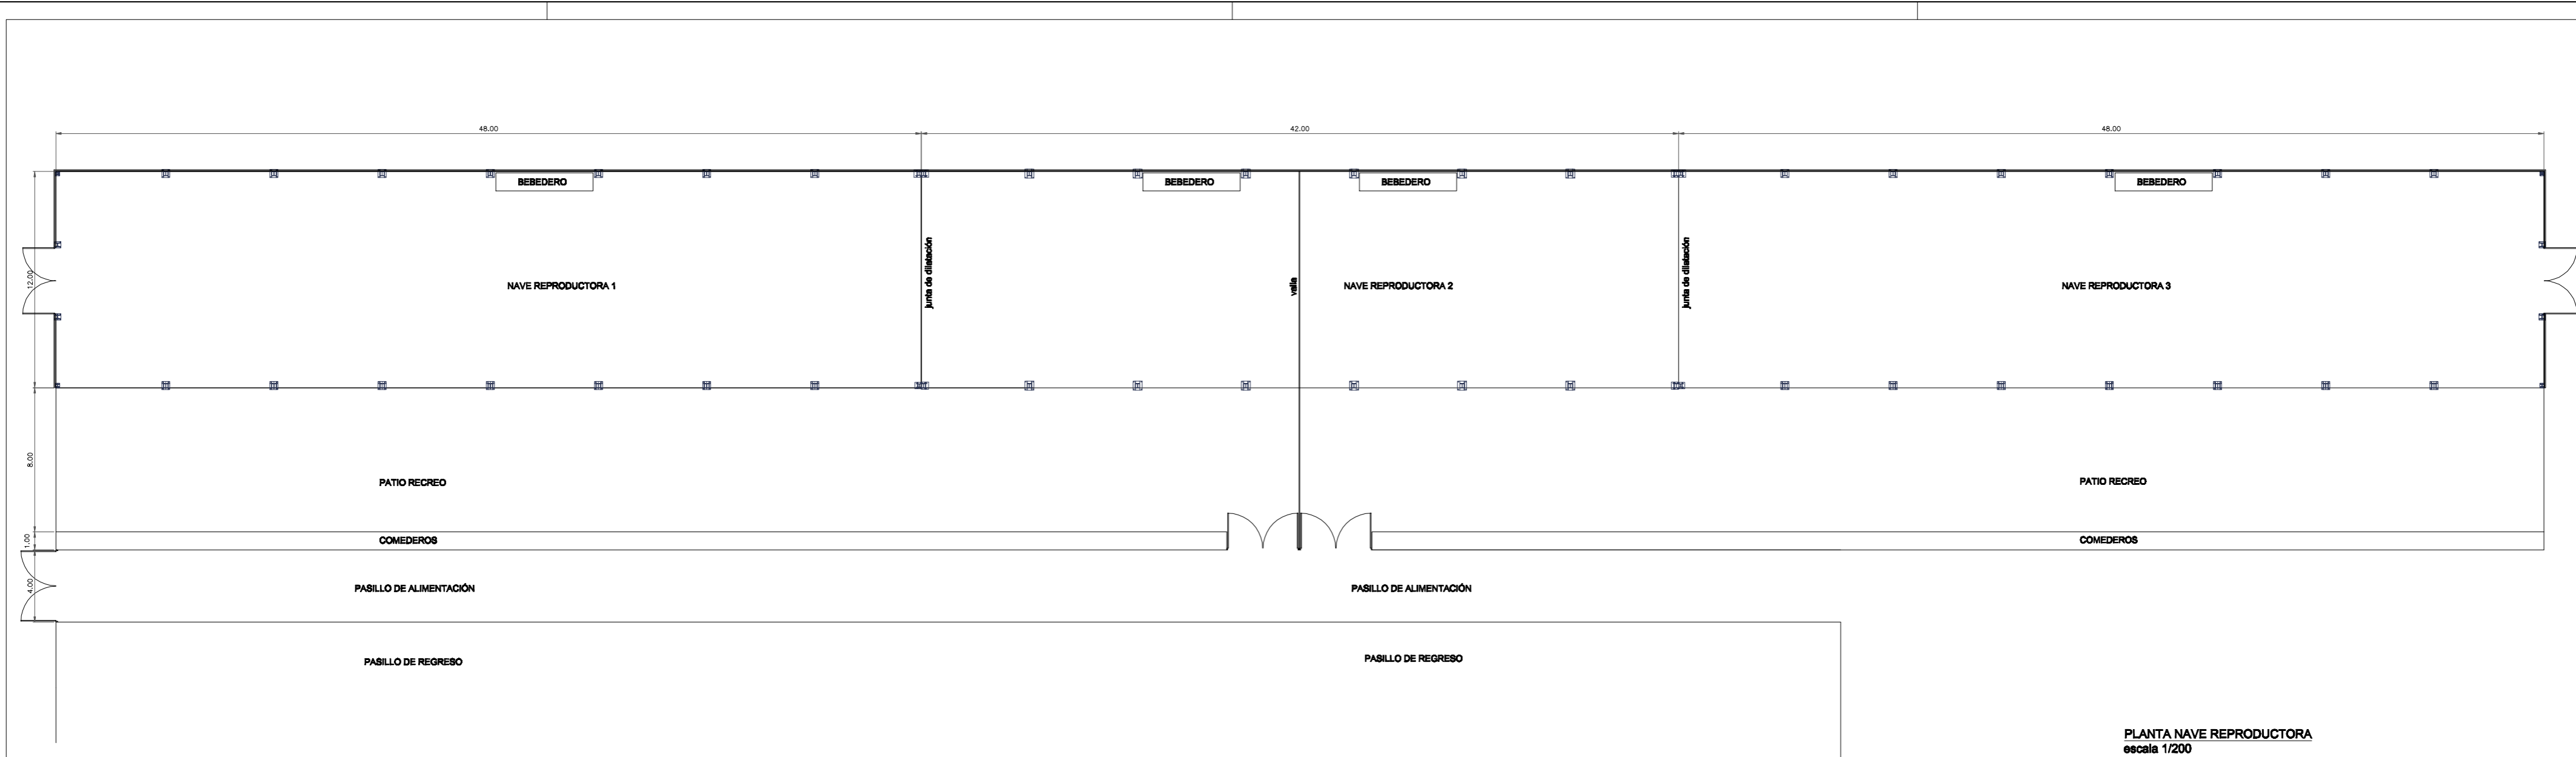 48.00
42.00
48.00
BEBEDERO
BEBEDERO
BEBEDERO
BEBEDERO
12.00
junta de dilatación
valla
junta de dilatación
NAVE REPRODUCTORA 1
NAVE REPRODUCTORA 2
NAVE REPRODUCTORA 3
8.00
PATIO RECREO
PATIO RECREO
1.00
COMEDEROS
COMEDEROS
4.00
PASILLO DE ALIMENTACIÓN
PASILLO DE ALIMENTACIÓN
PASILLO DE REGRESO
PASILLO DE REGRESO
PLANTA NAVE REPRODUCTORA
escala 1/200